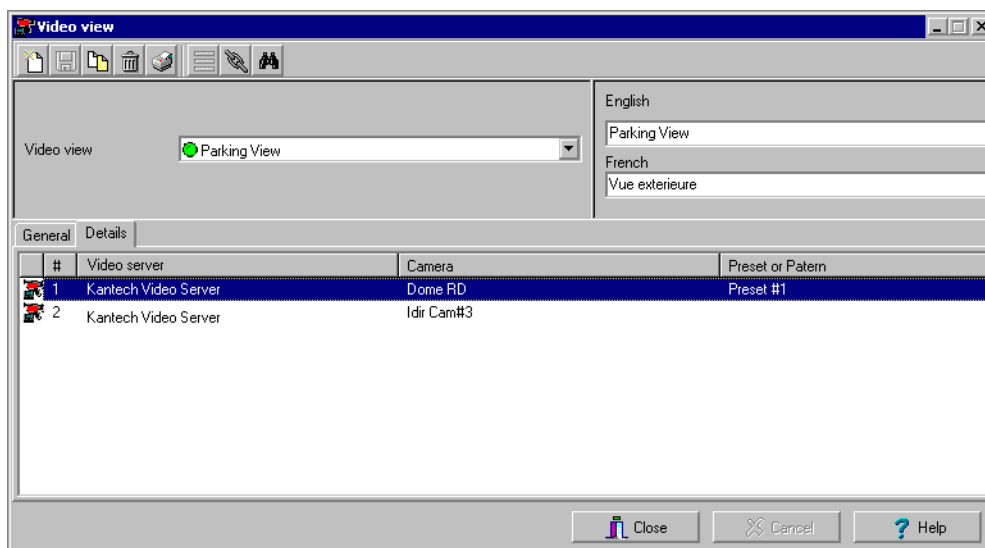 Video view
English
Parking View
Video view
Parking View
French
Vue exterieure
General
Details
# Video server Camera Preset or Patern
1 Kantech Video Server Dome RD Preset #1
2 Kantech Video Server Idir Cam#3
Close
Cancel
Help